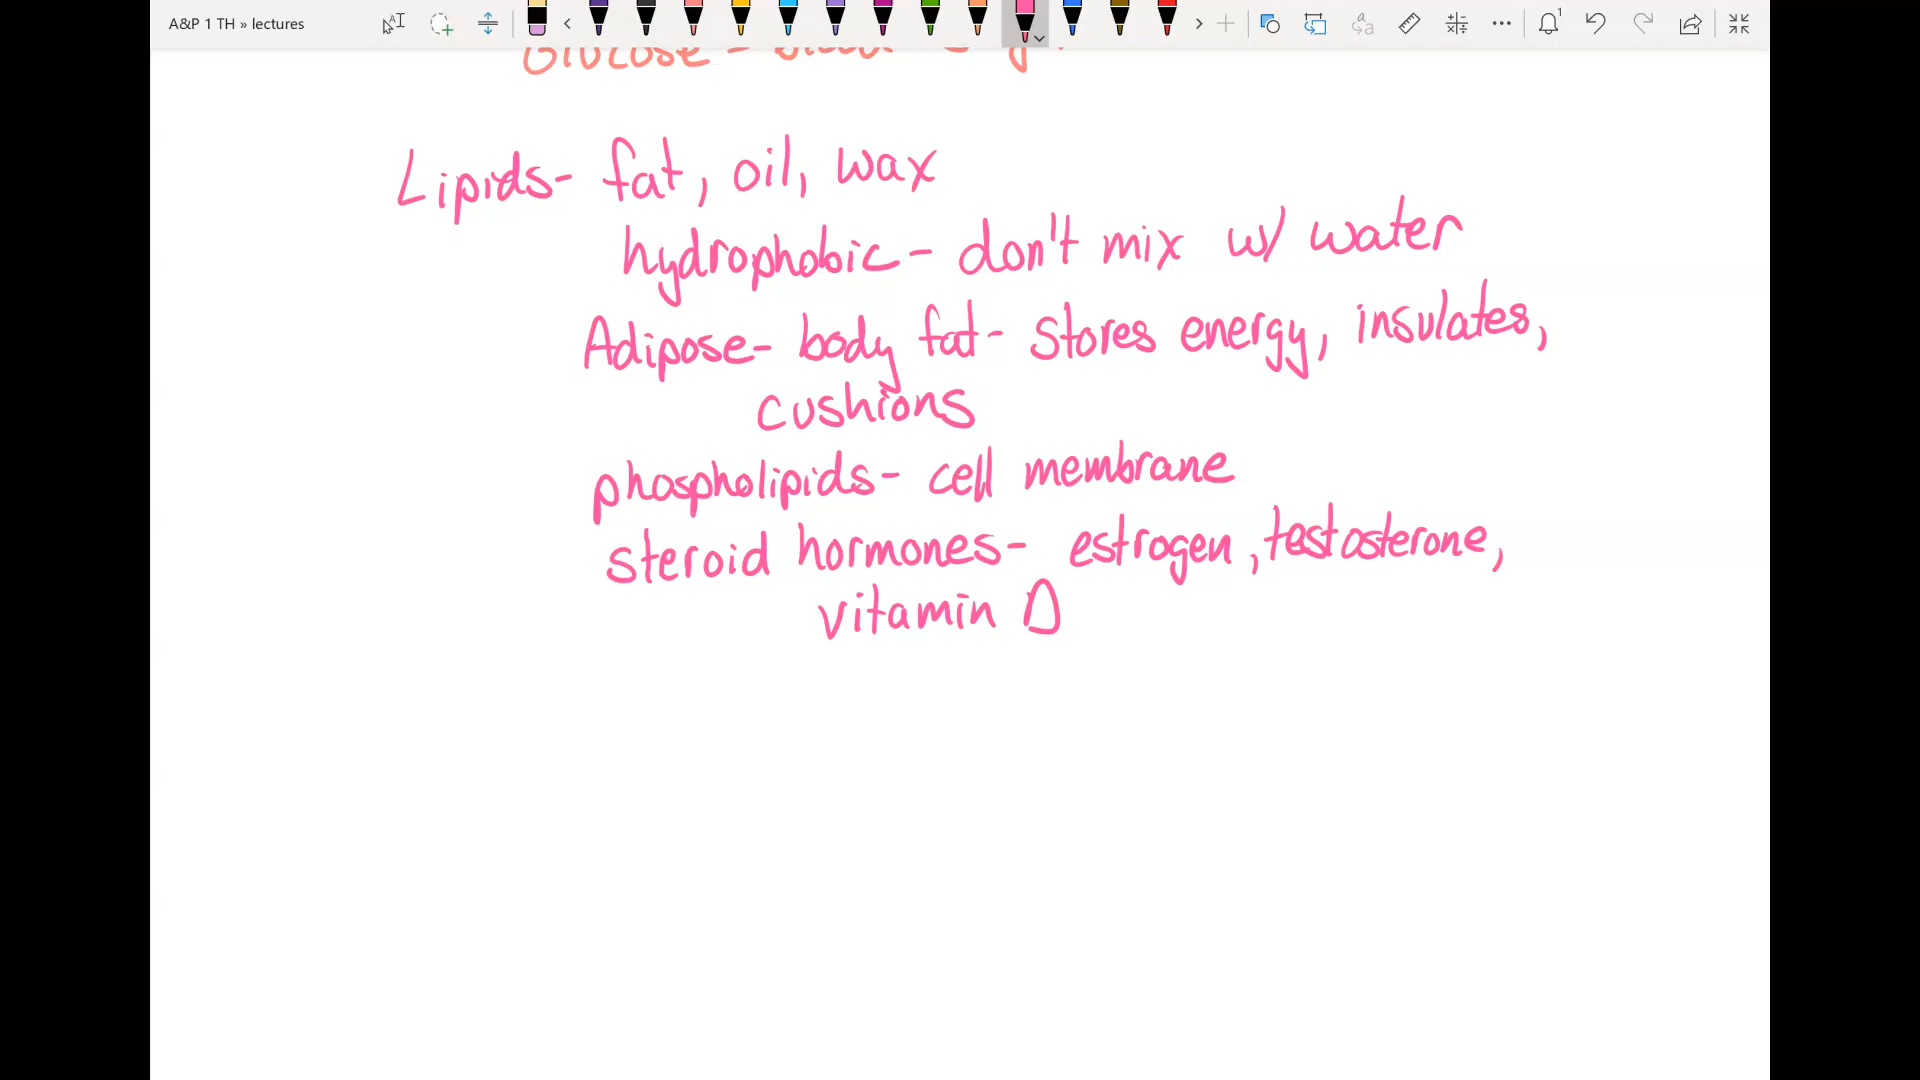 A&P 1 TH » lectures
Glucose -
Lipids- fat, oil, wax
hydrophobic - don't mix w/ water
Adipose- body fat- stores energy, insulates,
cushions
phospholipids- cell membrane
steroid hormones- estrogen, testosterone,
vitamin D